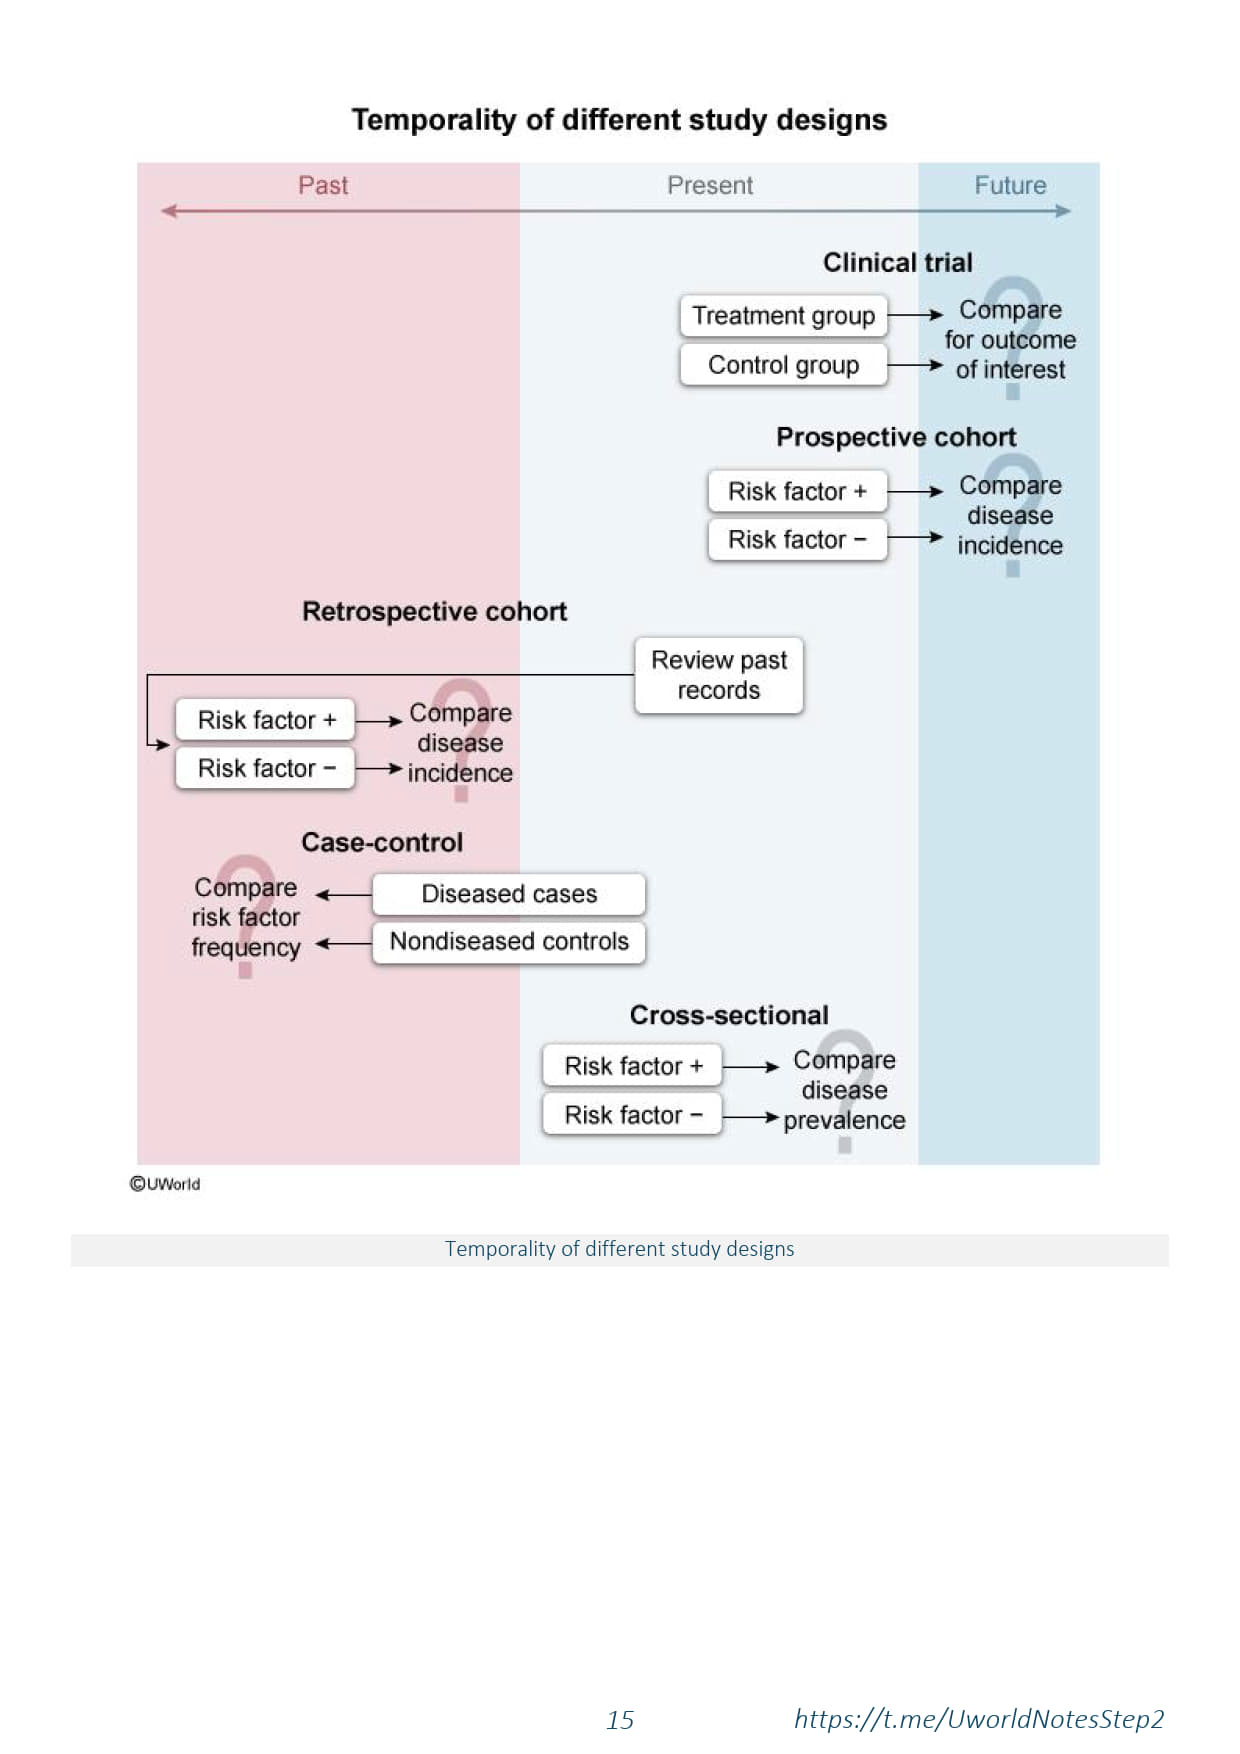 Temporality of different study designs
Past
Present
Future
Clinical trial
Treatment group
Control group
Compare
for outcome
of interest
Prospective cohort
Risk factor +
Risk factor −
Compare
disease
incidence
Retrospective cohort
Review past
records
Risk factor +
Risk factor −
Compare
disease
incidence
Case-control
Compare
risk factor
frequency
Diseased cases
Nondiseased controls
Cross-sectional
Risk factor +
Risk factor −
Compare
disease
prevalence
?
?
?
?
?
©UWorld
Temporality of different study designs
15
https://t.me/UworldNotesStep2